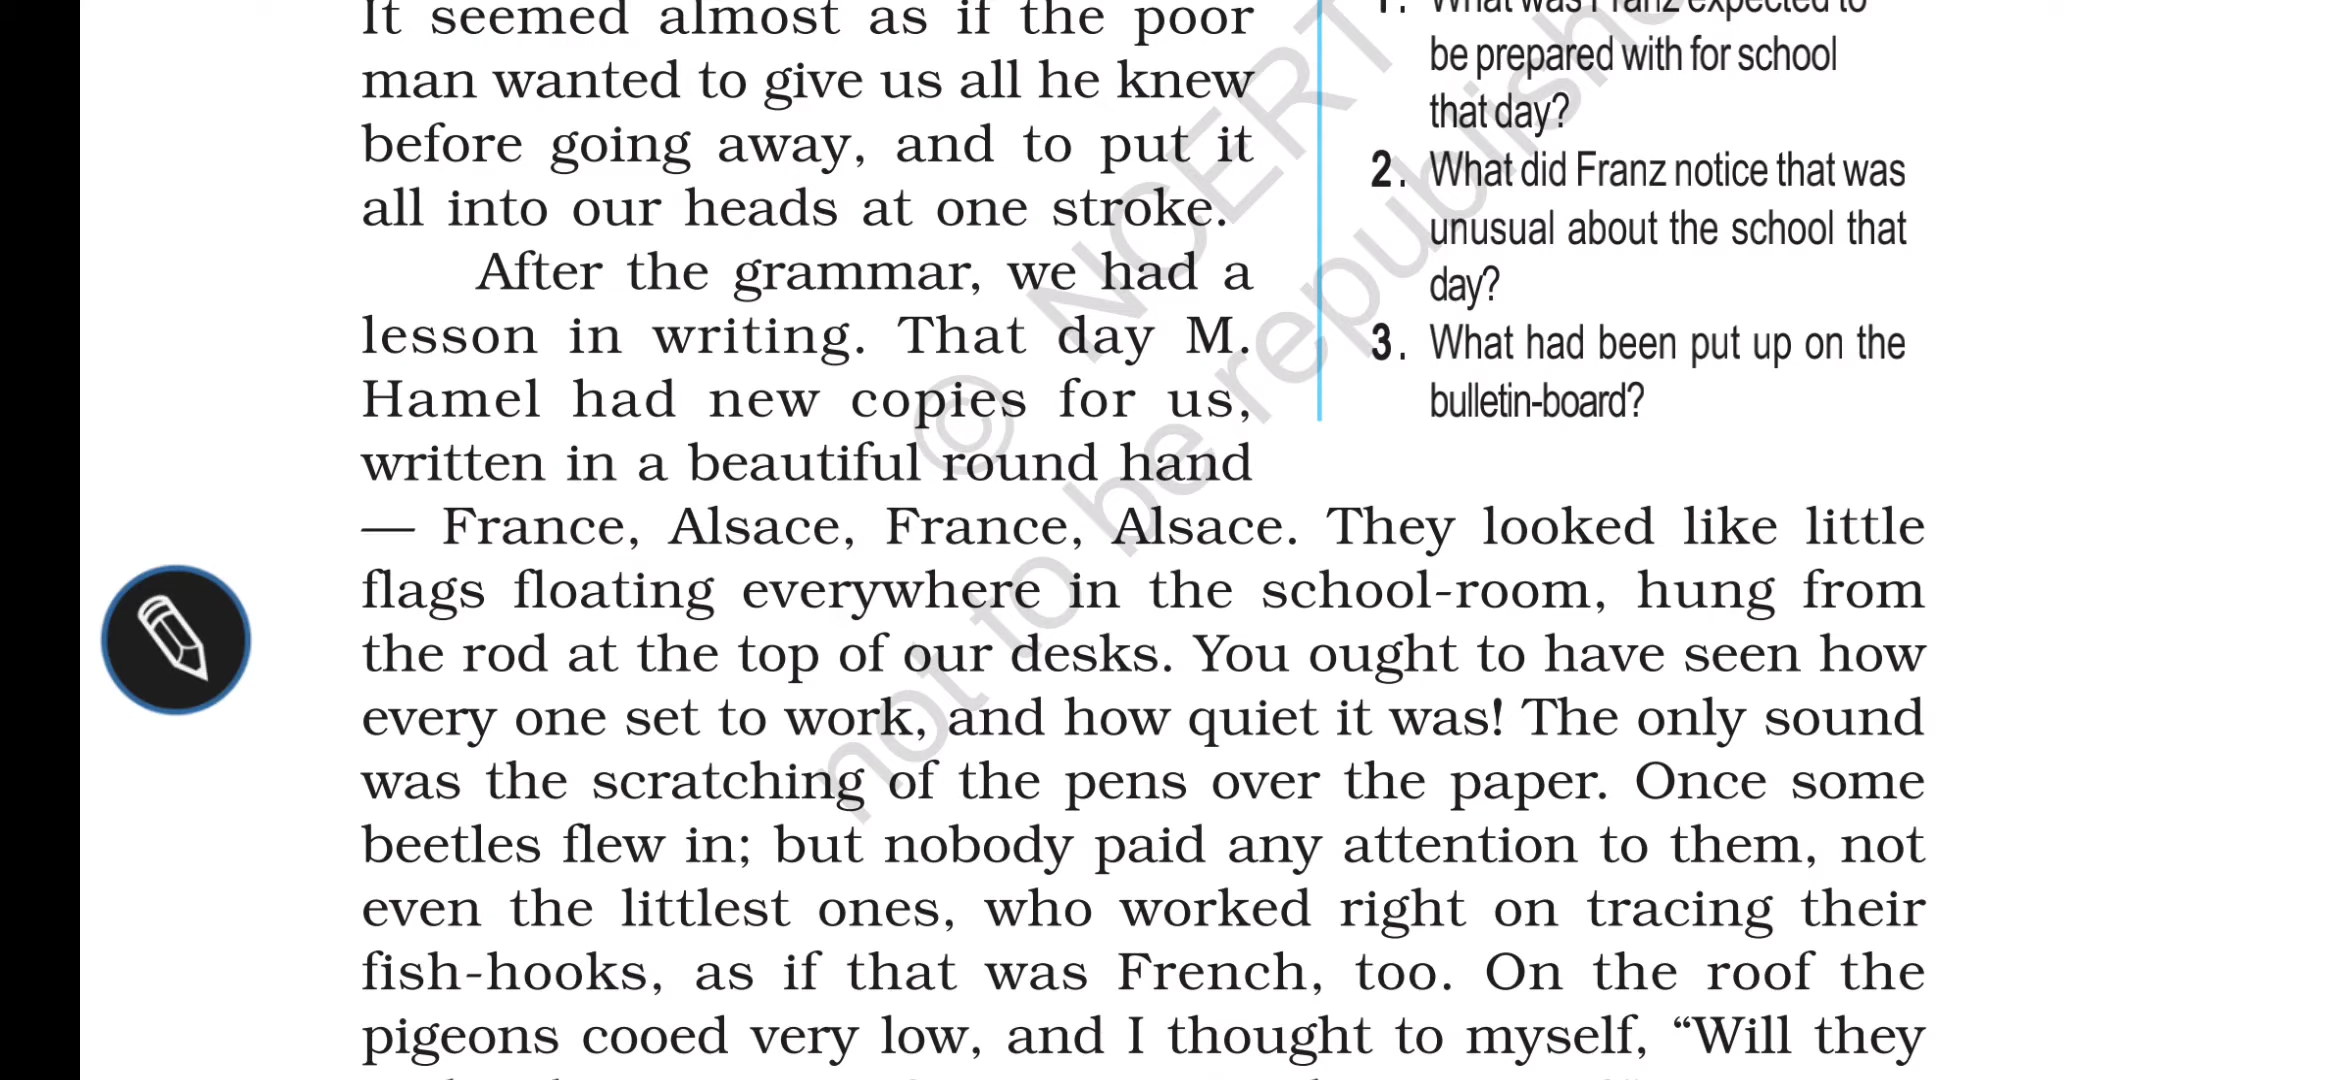 It seemed almost as if the poor
man wanted to give us all he knew
before going away, and to put it
all into our heads at one stroke.
After the grammar, we had a
lesson in writing. That day M.
Hamel had new copies for us,
written in a beautiful round hand
— France, Alsace, France, Alsace. They looked like little
flags floating everywhere in the school-room, hung from
the rod at the top of our desks. You ought to have seen how
every one set to work, and how quiet it was! The only sound
was the scratching of the pens over the paper. Once some
beetles flew in; but nobody paid any attention to them, not
even the littlest ones, who worked right on tracing their
fish-hooks, as if that was French, too. On the roof the
pigeons cooed very low, and I thought to myself, “Will they
1. What was Franz expected to
be prepared with for school
that day?
2. What did Franz notice that was
unusual about the school that
day?
3. What had been put up on the
bulletin-board?
© NCERT
not to be republishe